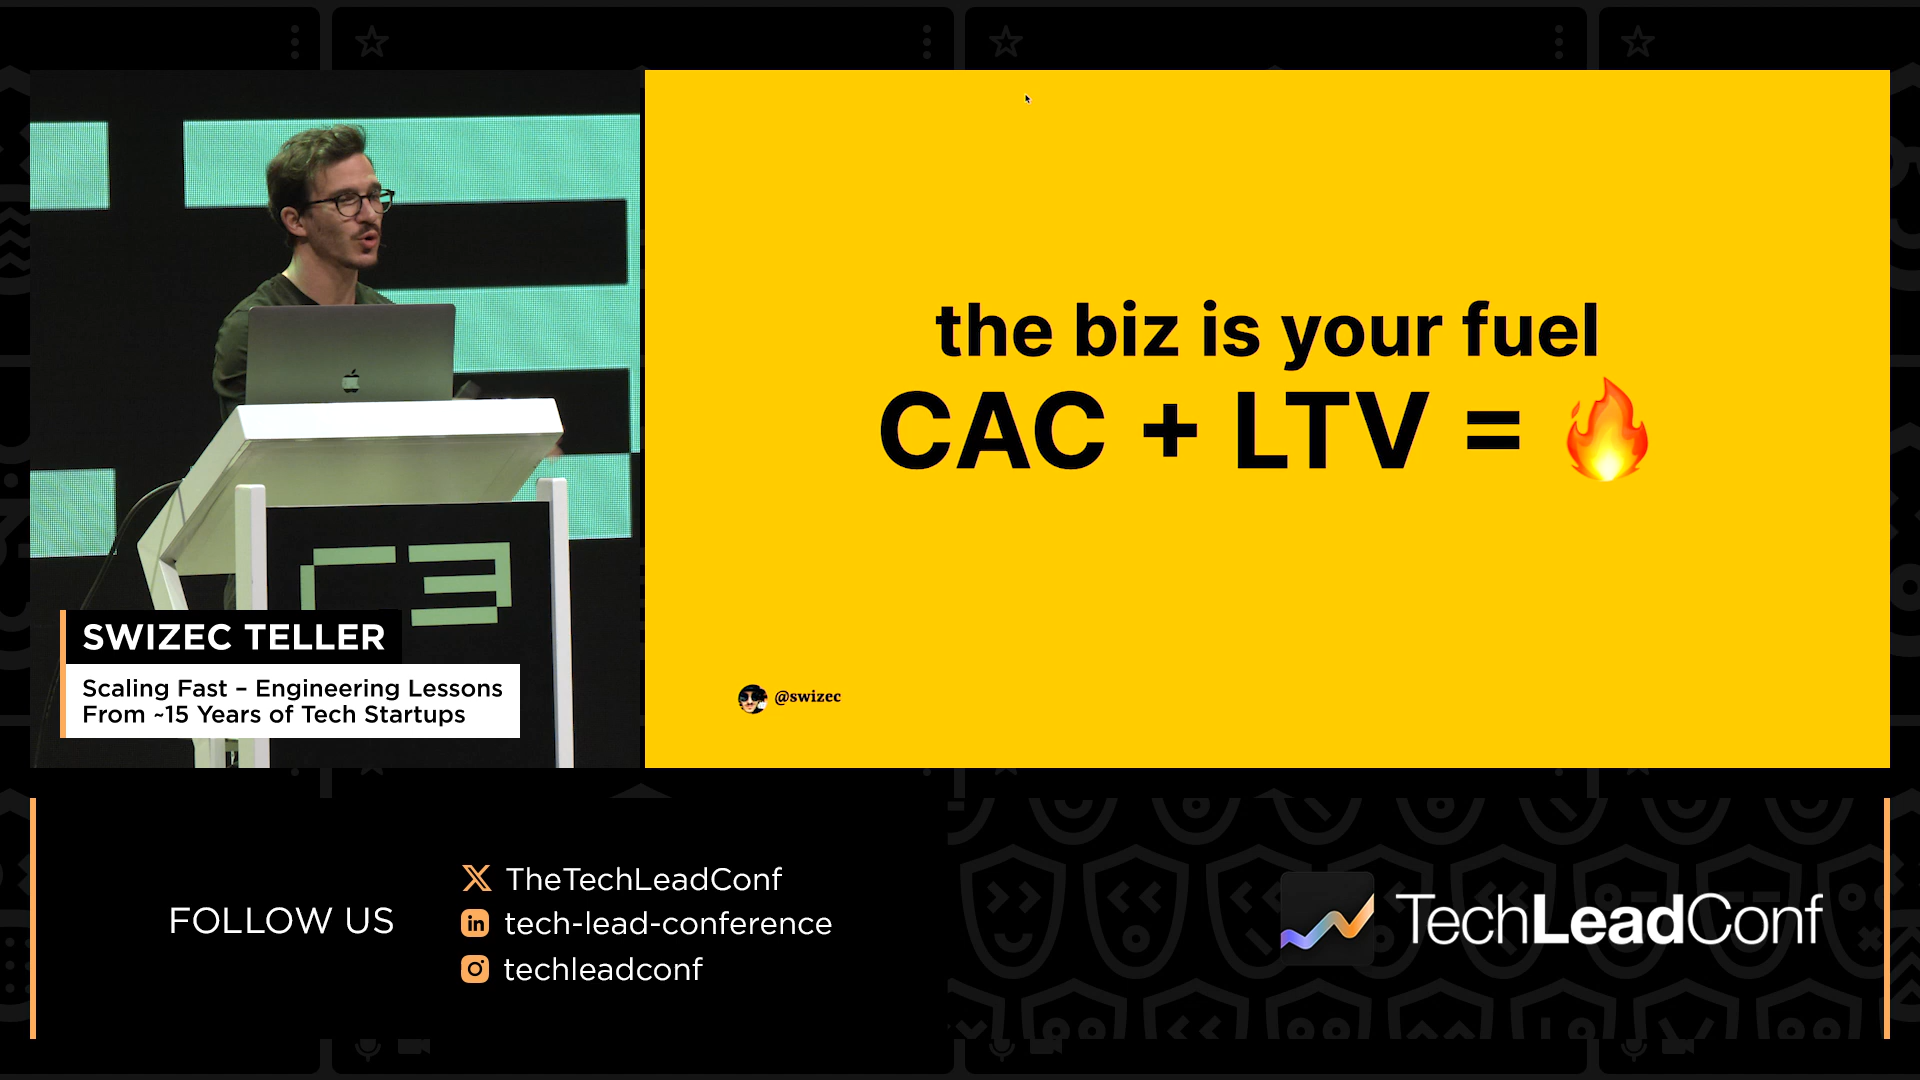 the biz is your fuel
CAC + LTV = 🔥
@swizec
SWIZEC TELLER
Scaling Fast – Engineering Lessons
From ~15 Years of Tech Startups
FOLLOW US
TheTechLeadConf
in
tech-lead-conference
techleadconf
TechLeadConf